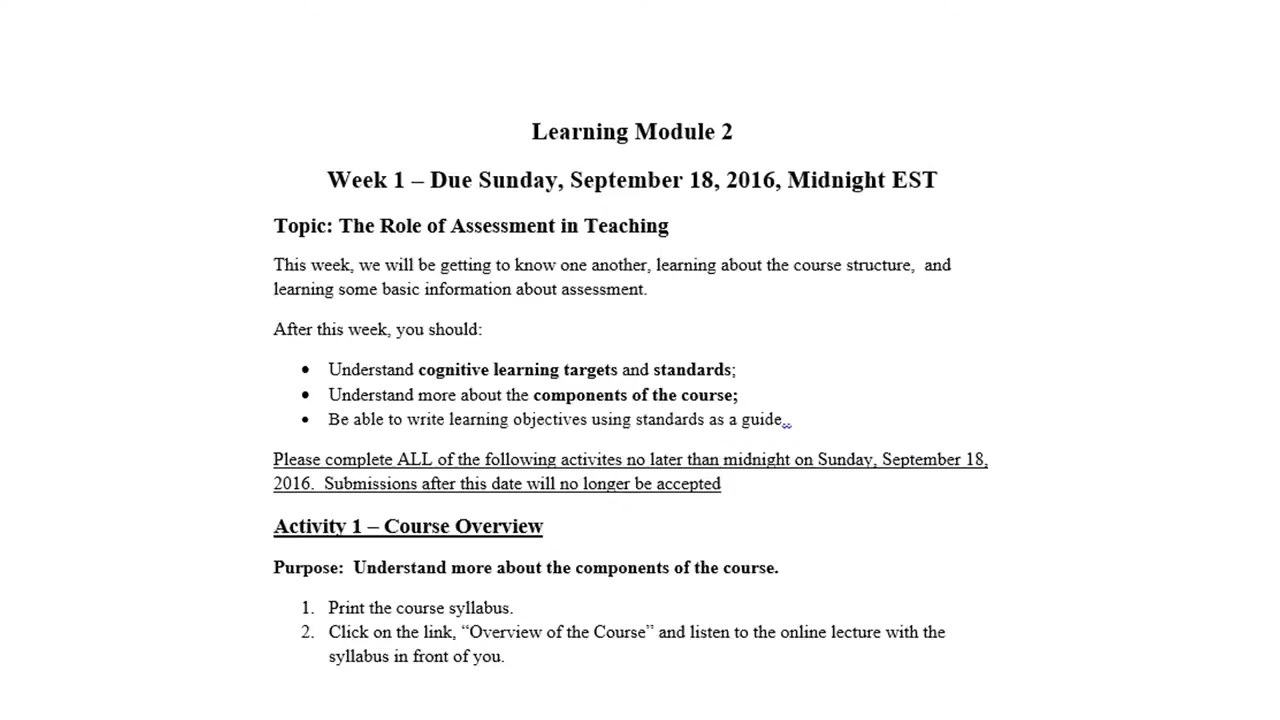 Learning Module 2
Week 1 – Due Sunday, September 18, 2016, Midnight EST
Topic: The Role of Assessment in Teaching
This week, we will be getting to know one another, learning about the course structure,  and
learning some basic information about assessment.
After this week, you should:
• Understand cognitive learning targets and standards;
• Understand more about the components of the course;
• Be able to write learning objectives using standards as a guide..
Please complete ALL of the following activites no later than midnight on Sunday, September 18,
2016.  Submissions after this date will no longer be accepted
Activity 1 – Course Overview
Purpose:  Understand more about the components of the course.
1. Print the course syllabus.
2. Click on the link, “Overview of the Course” and listen to the online lecture with the
syllabus in front of you.